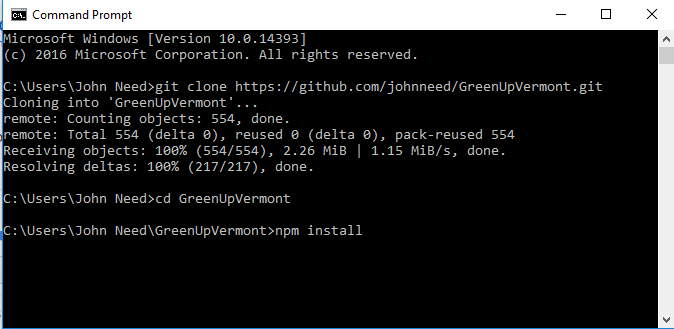 Command Prompt
Microsoft Windows [Version 10.0.14393]
(c) 2016 Microsoft Corporation. All rights reserved.
C:\Users\John Need>git clone https://github.com/johnneed/GreenUpVermont.git
Cloning into 'GreenUpVermont'...
remote: Counting objects: 554, done.
remote: Total 554 (delta 0), reused 0 (delta 0), pack-reused 554
Receiving objects: 100% (554/554), 2.26 MiB | 1.15 MiB/s, done.
Resolving deltas: 100% (217/217), done.
C:\Users\John Need>cd GreenUpVermont
C:\Users\John Need\GreenUpVermont>npm install